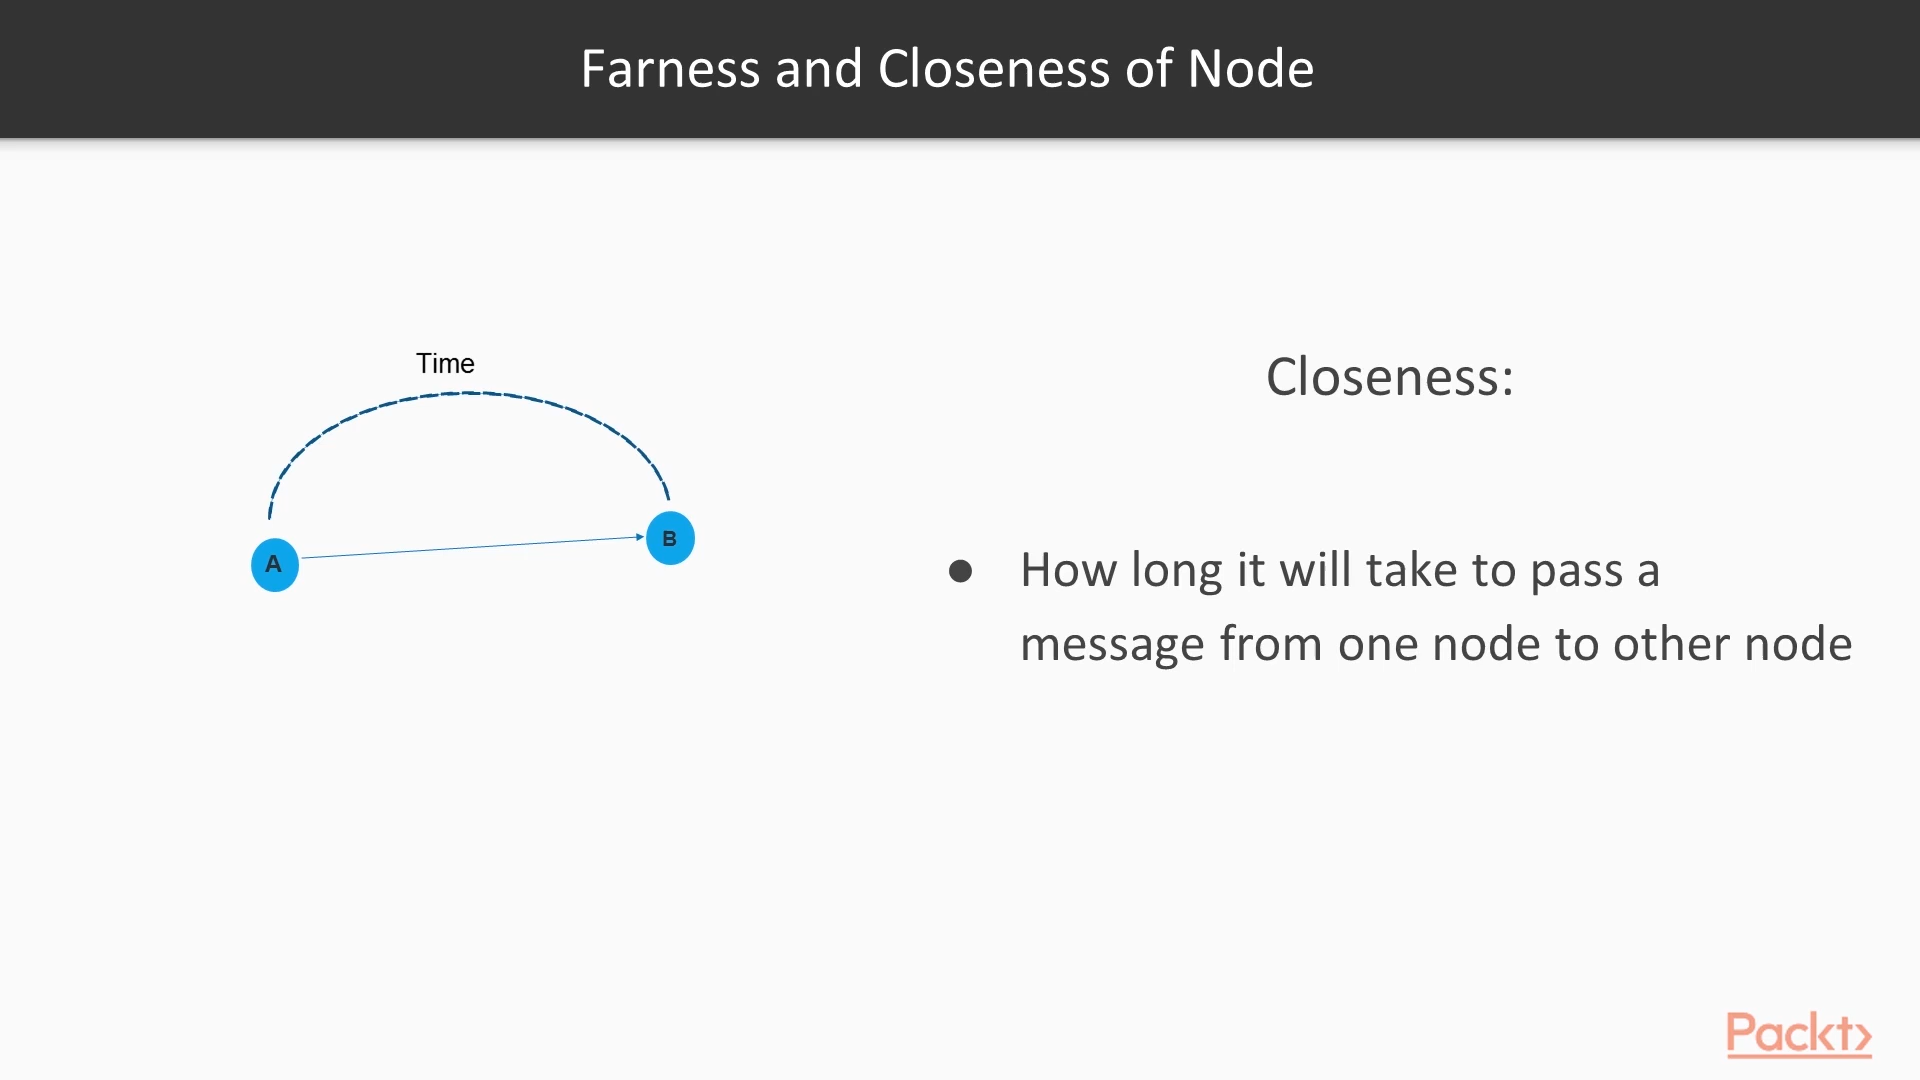 Farness and Closeness of Node
Time
A
B
Closeness:
● How long it will take to pass a
message from one node to other node
Packt>